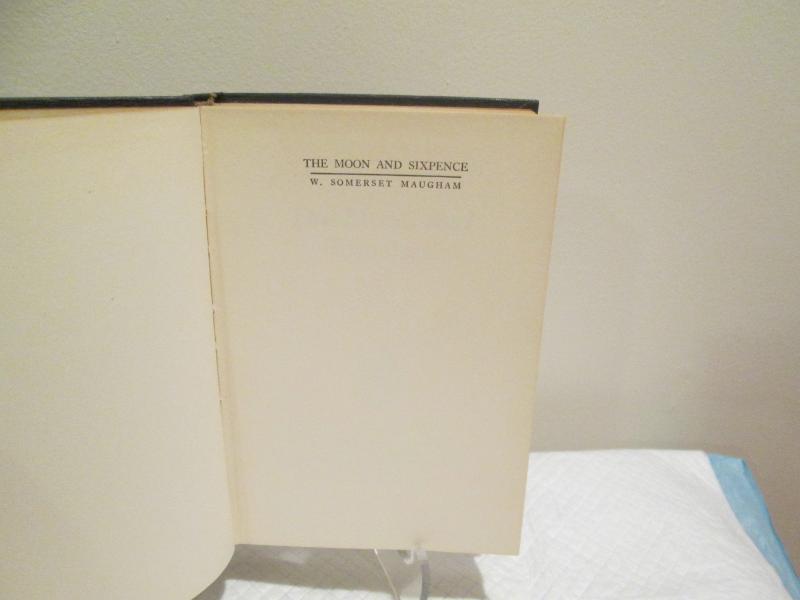 THE MOON AND SIXPENCE
W. SOMERSET MAUGHAM